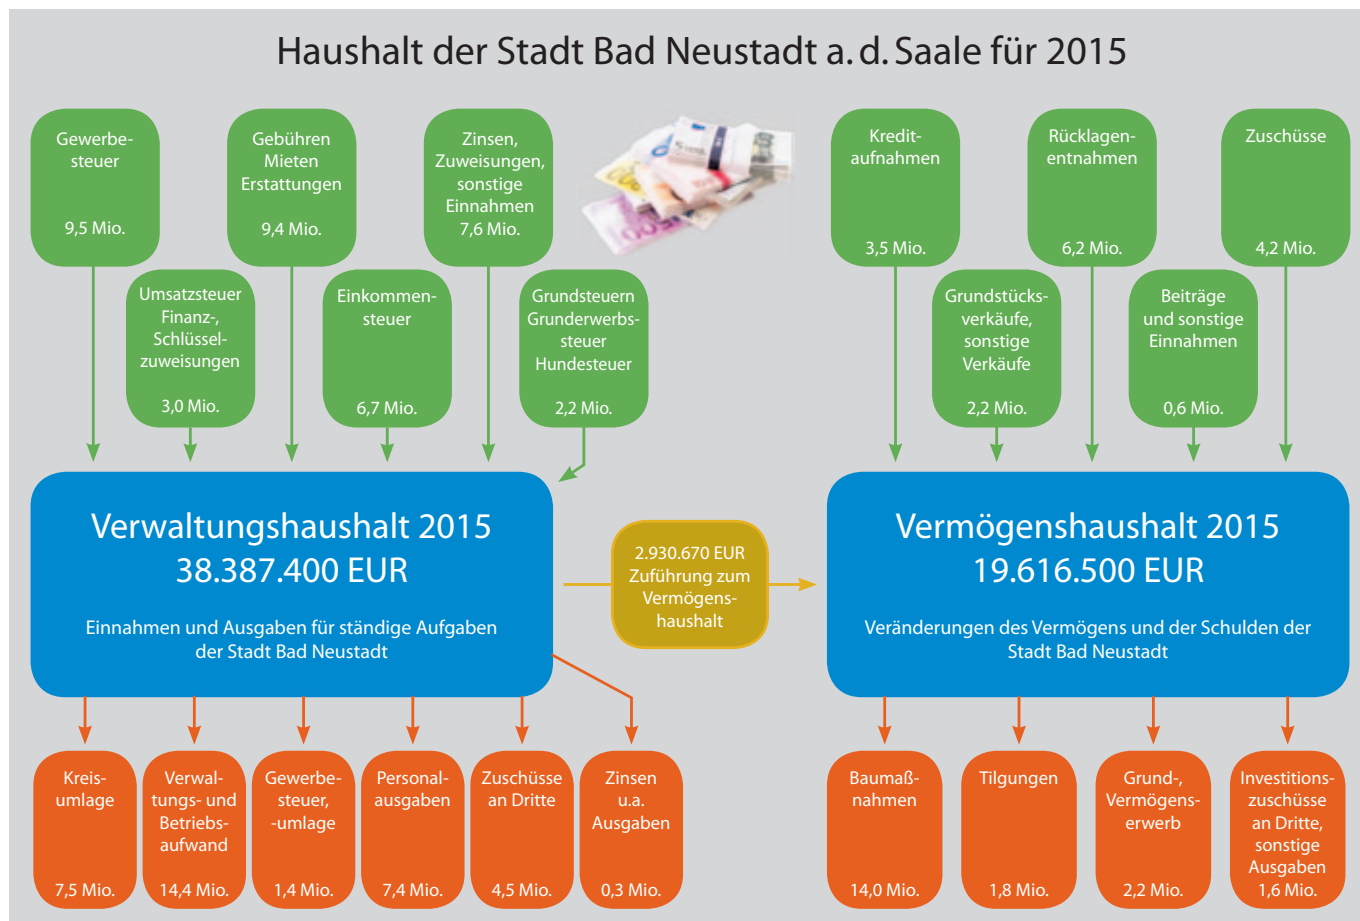 Haushalt der Stadt Bad Neustadt a. d. Saale für 2015
Gewerbe-
steuer
9,5 Mio.
Gebühren
Mieten
Erstattungen
9,4 Mio.
Zinsen,
Zuweisungen,
sonstige
Einnahmen
7,6 Mio.
Kredit-
aufnahmen
3,5 Mio.
Rücklagen-
entnahmen
6,2 Mio.
Zuschüsse
4,2 Mio.
Umsatzsteuer
Finanz-,
Schlüssel-
zuweisungen
3,0 Mio.
Einkommen-
steuer
6,7 Mio.
Grundsteuern
Grunderwerbs-
steuer
Hundesteuer
2,2 Mio.
Grundstücks-
verkäufe,
sonstige
Verkäufe
2,2 Mio.
Beiträge
und sonstige
Einnahmen
0,6 Mio.
Verwaltungshaushalt 2015
38.387.400 EUR
Einnahmen und Ausgaben für ständige Aufgaben
der Stadt Bad Neustadt
2.930.670 EUR
Zuführung zum
Vermögens-
haushalt
Vermögenshaushalt 2015
19.616.500 EUR
Veränderungen des Vermögens und der Schulden der
Stadt Bad Neustadt
Kreis-
umlage
7,5 Mio.
Verwal-
tungs- und
Betriebs-
aufwand
14,4 Mio.
Gewerbe-
steuer,
-umlage
1,4 Mio.
Personal-
ausgaben
7,4 Mio.
Zuschüsse
an Dritte
4,5 Mio.
Zinsen
u.a.
Ausgaben
0,3 Mio.
Baumaß-
nahmen
14,0 Mio.
Tilgungen
1,8 Mio.
Grund-,
Vermögens-
erwerb
2,2 Mio.
Investitions-
zuschüsse
an Dritte,
sonstige
Ausgaben
1,6 Mio.